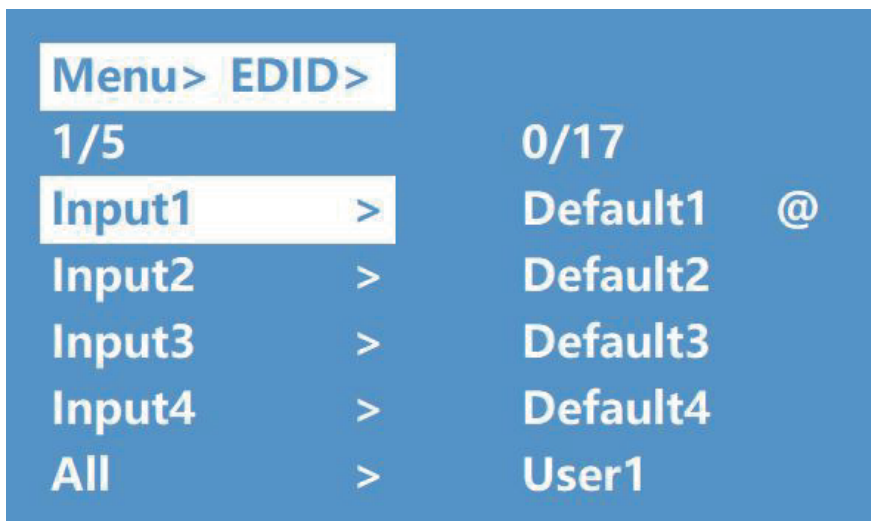 Menu> EDID>
1/5 0/17
Input1 > Default1 @
Input2 > Default2
Input3 > Default3
Input4 > Default4
All > User1